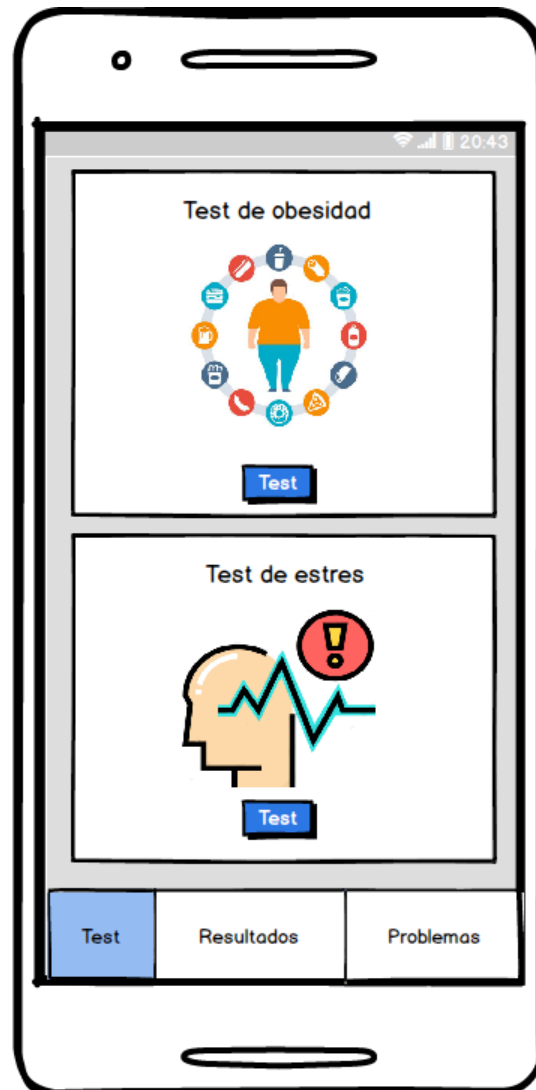 20:43
Test de obesidad
Test
Test de estres
Test
Test Resultados Problemas